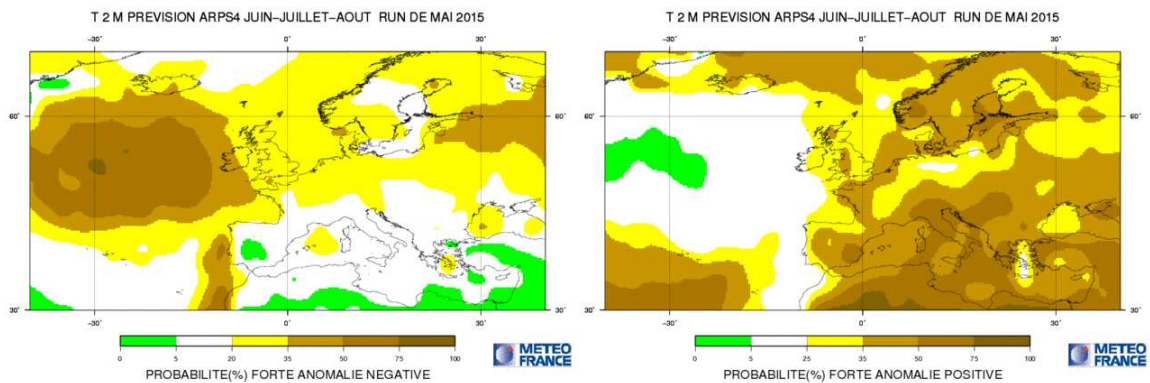 T 2 M PREVISION ARPS4 JUIN-JUILLET-AOUT RUN DE MAI 2015
-30˚ 0˚ 30˚
60˚ 60˚
30˚ 30˚
-30˚ 0˚ 30˚
0 5 20 35 50 75 100
PROBABILITE(%) FORTE ANOMALIE NEGATIVE
METEO
FRANCE
T 2 M PREVISION ARPS4 JUIN-JUILLET-AOUT RUN DE MAI 2015
-30˚ 0˚ 30˚
60˚ 60˚
30˚ 30˚
-30˚ 0˚ 30˚
0 5 25 35 50 75 100
PROBABILITE(%) FORTE ANOMALIE POSITIVE
METEO
FRANCE